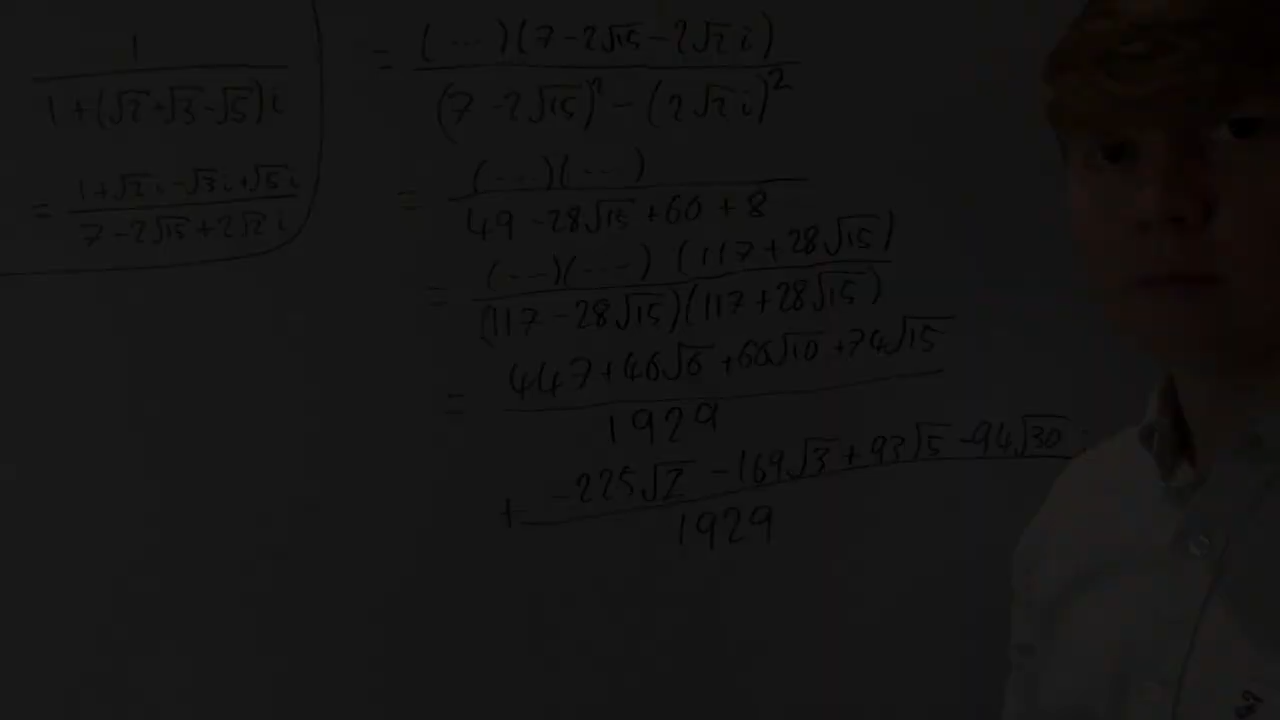 1
1+(√2+√3-√5)i
= 1+√2i-√3i+√5i
7-2√15+2√2i
= (...)(7-2√15-2√2i)
(7-2√15)²-(2√2i)²
= (...)(...)
49-28√15+60+8
= (...)(...)(117+28√15)
(117-28√15)(117+28√15)
= 447+46√6+66√10+74√15
1929
+ -225√2-169√3+93√5-94√30 i
1929